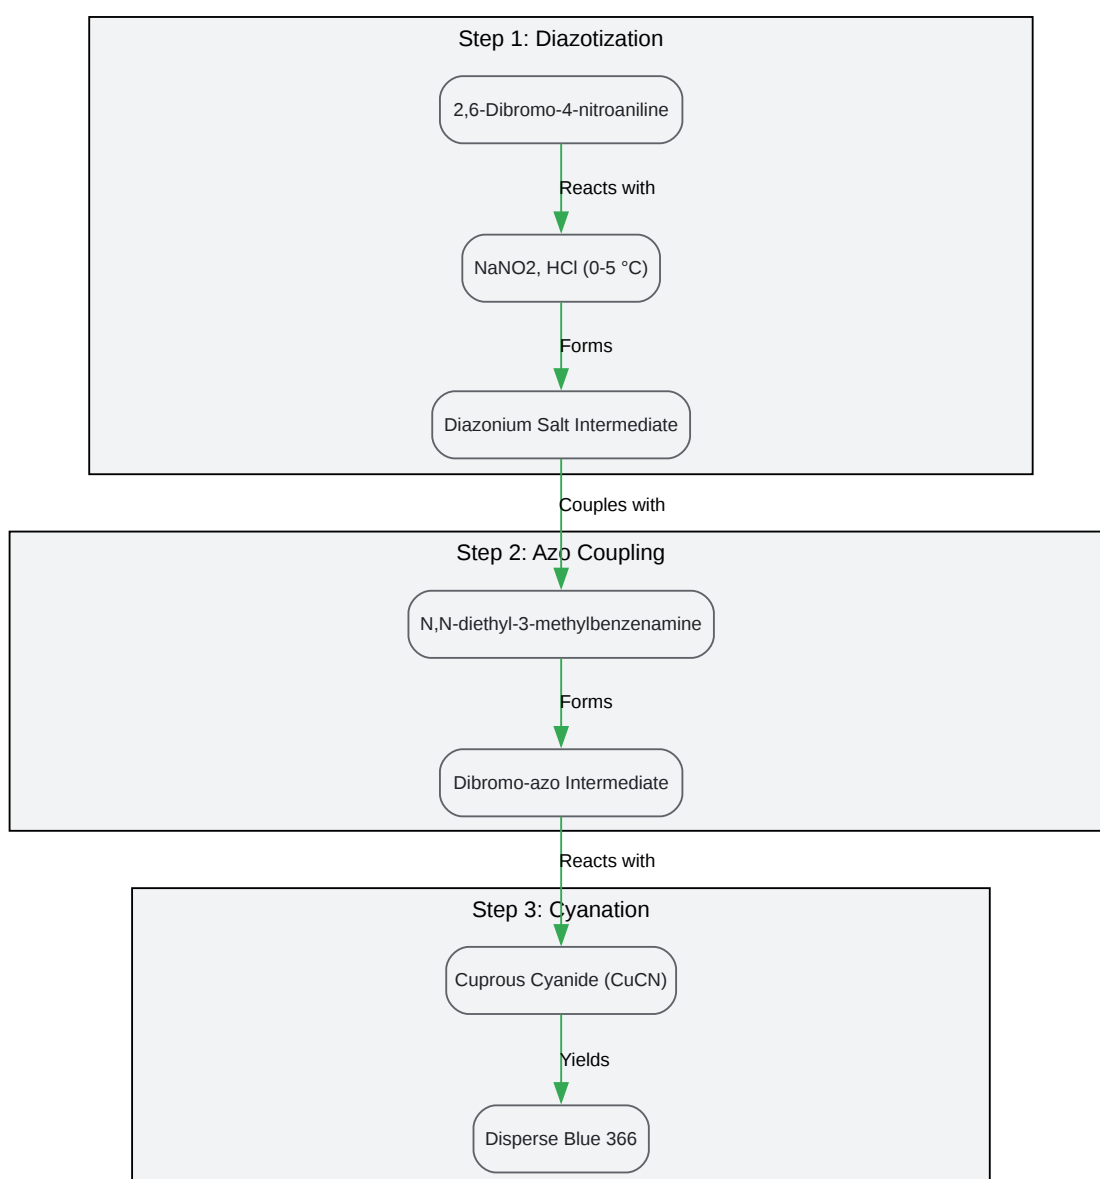 Step 1: Diazotization
2,6-Dibromo-4-nitroaniline
Reacts with
NaNO2, HCl (0-5 °C)
Forms
Diazonium Salt Intermediate
Couples with
Step 2: Azo Coupling
N,N-diethyl-3-methylbenzenamine
Forms
Dibromo-azo Intermediate
Reacts with
Step 3: Cyanation
Cuprous Cyanide (CuCN)
Yields
Disperse Blue 366